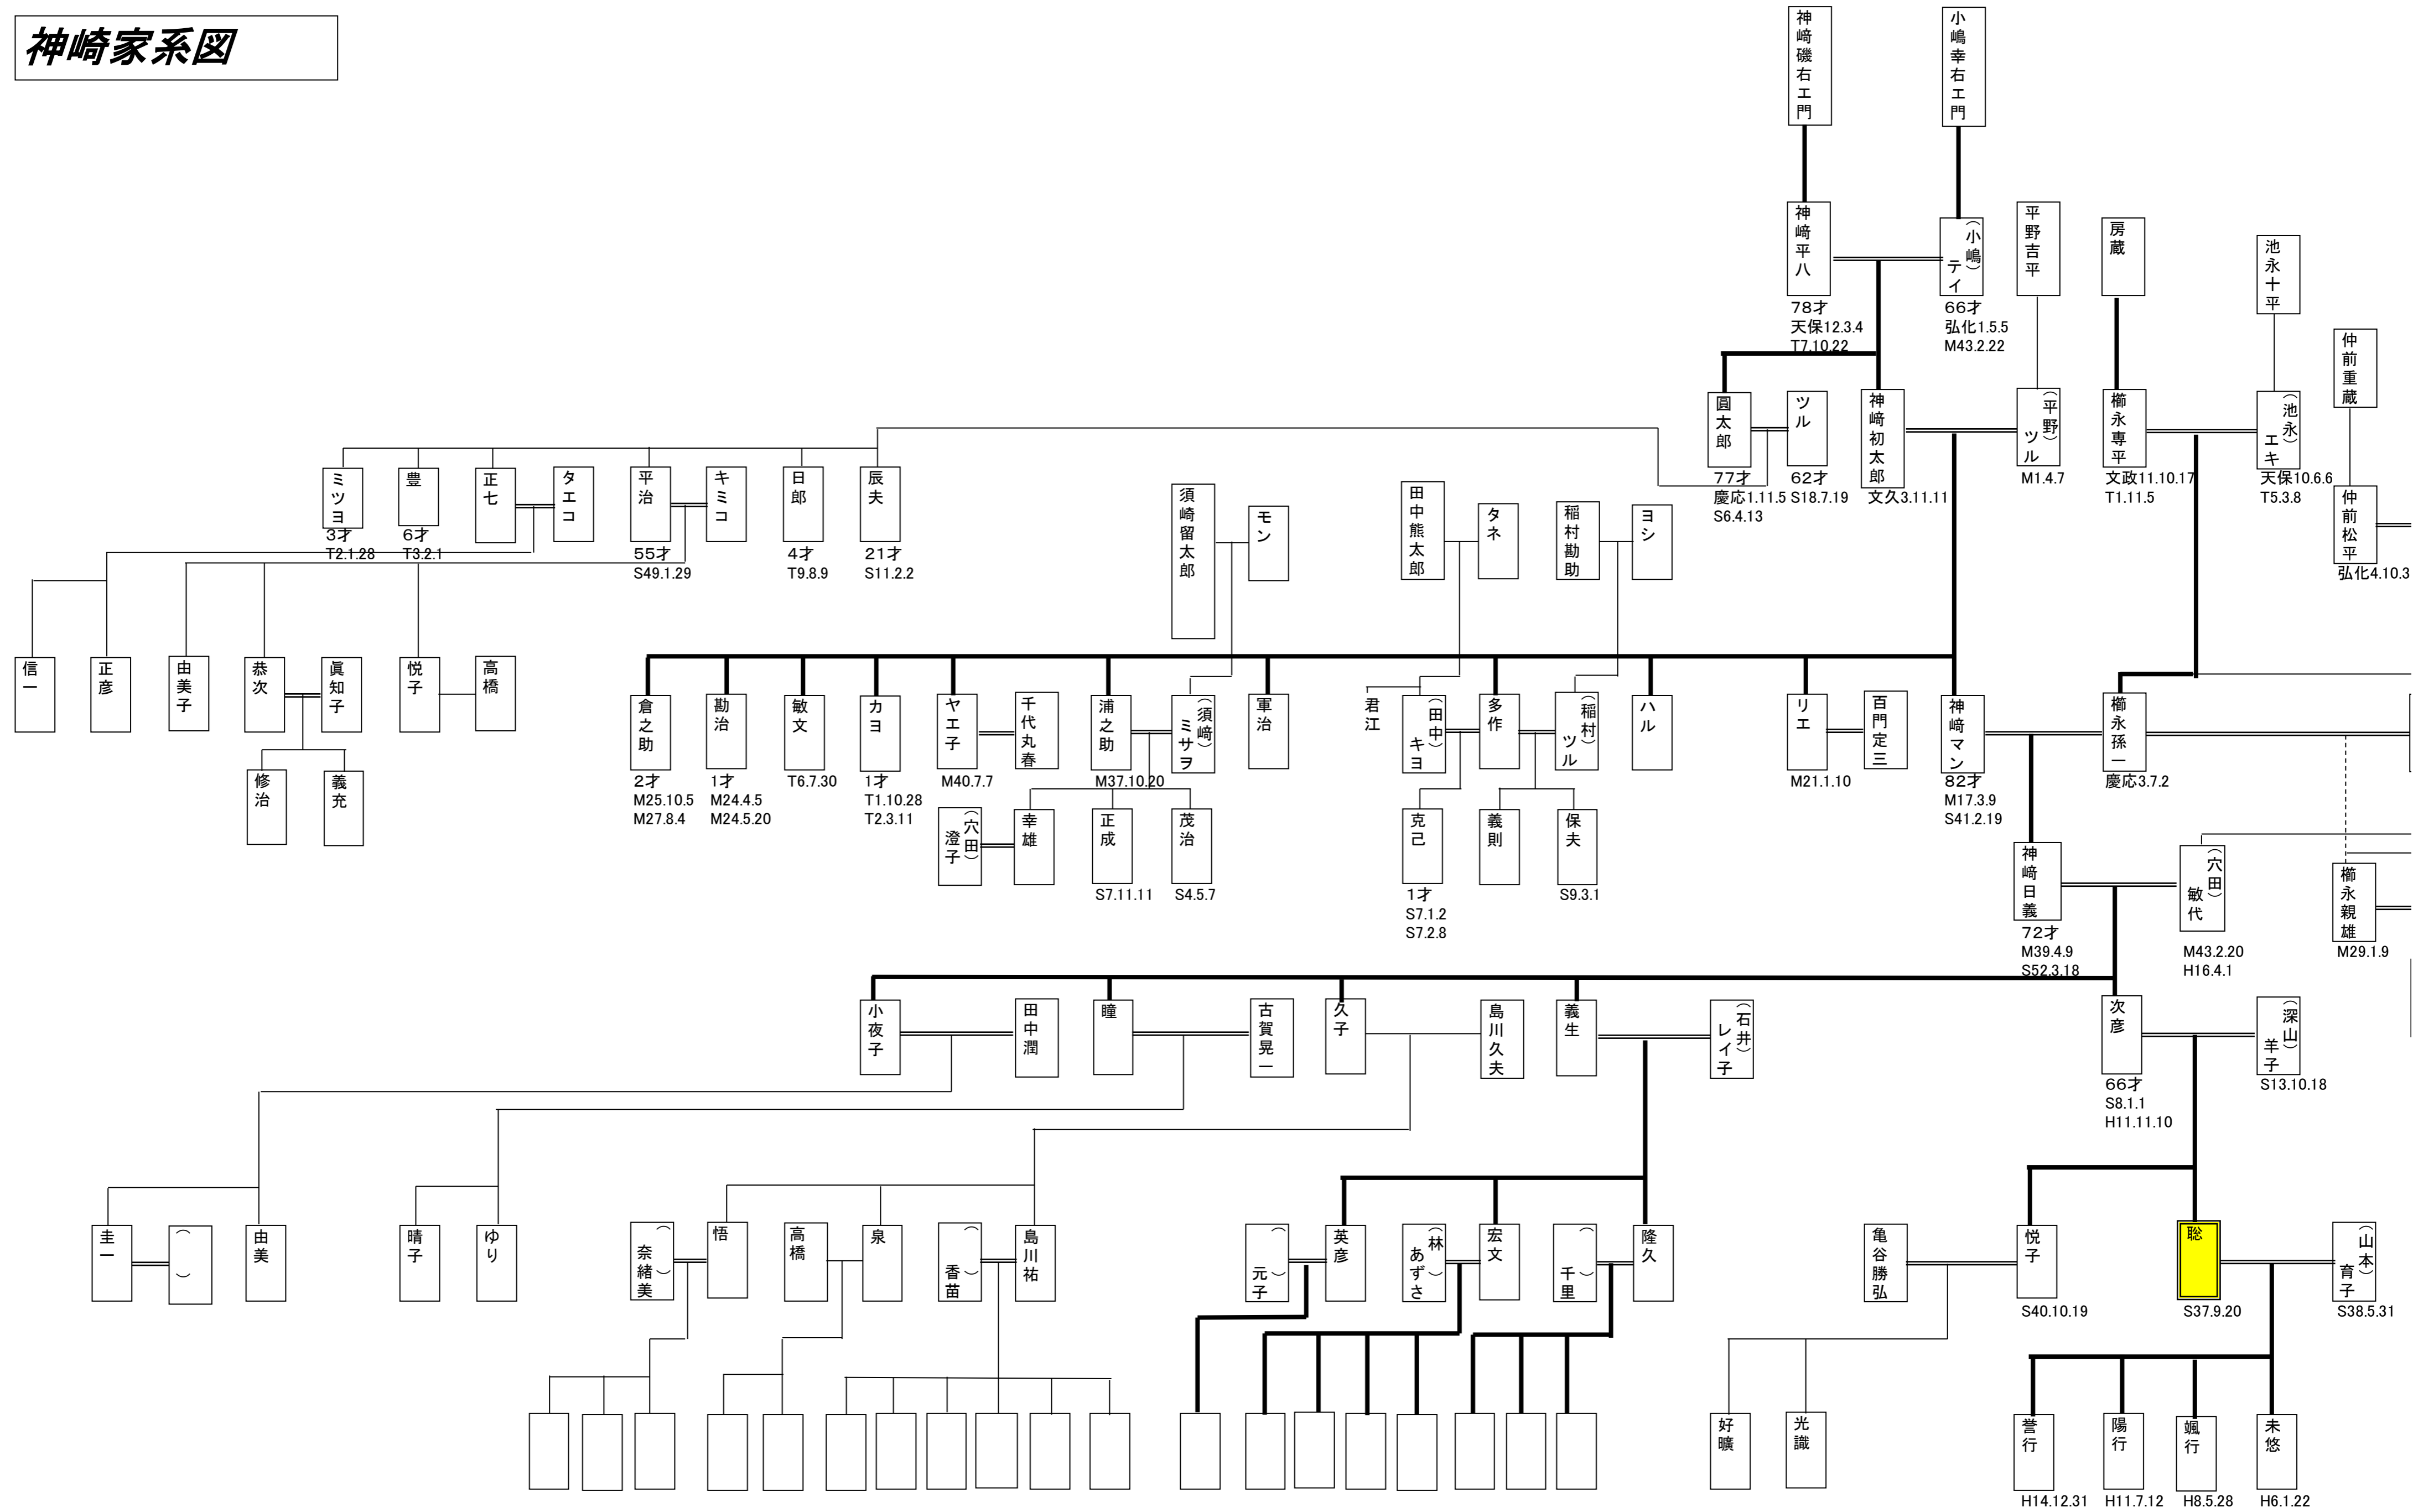 神崎家系図
神﨑磯右エ門
小嶋幸右エ門
神﨑平八
78才
天保12.3.4
T7.10.22
(小嶋)
テイ
66才
弘化1.5.5
M43.2.22
平野吉平
房蔵
池永十平
仲前重蔵
圓太郎
77才
慶応1.11.5
S6.4.13
ツル
62才
S18.7.19
神﨑初太郎
文久3.11.11
(平野)
ツル
M1.4.7
櫛永専平
文政11.10.17
T1.11.5
(池永)
エキ
天保10.6.6
T5.3.8
仲前松平
弘化4.10.3
ミツヨ
3才
T2.1.28
豊
6才
T3.2.1
正七
タエコ
平治
55才
S49.1.29
キミコ
日郎
4才
T9.8.9
辰夫
21才
S11.2.2
須崎留太郎
モン
田中熊太郎
タネ
稲村勘助
ヨシ
信一
正彦
由美子
恭次
眞知子
悦子
高橋
修治
義充
倉之助
2才
M25.10.5
M27.8.4
勘治
1才
M24.4.5
M24.5.20
敏文
T6.7.30
カヨ
1才
T1.10.28
T2.3.11
ヤエ子
M40.7.7
千代丸春
浦之助
M37.10.20
(須﨑)
ミサヲ
軍治
君江
(田中)
キヨ
多作
(稲村)
ツル
ハル
リエ
M21.1.10
百門定三
神﨑マン
82才
M17.3.9
S41.2.19
櫛永孫一
慶応3.7.2
(穴田)
澄子
幸雄
正成
S7.11.11
茂治
S4.5.7
克己
1才
S7.1.2
S7.2.8
義則
保夫
S9.3.1
神﨑日義
72才
M39.4.9
S52.3.18
(穴田)
敏代
M43.2.20
H16.4.1
櫛永親雄
M29.1.9
小夜子
田中潤
瞳
古賀晃一
久子
島川久夫
義生
(石井)
レイ子
次彦
66才
S8.1.1
H11.11.10
(深山)
羊子
S13.10.18
圭一
(　)
由美
晴子
ゆり
(　)
奈緒美
悟
高橋
泉
(　)
香苗
島川祐
(　)
元子
英彦
(林)
あずさ
宏文
(　)
千里
隆久
亀谷勝弘
悦子
S40.10.19
聡
S37.9.20
(山本)
育子
S38.5.31
好曠
光識
誉行
H14.12.31
陽行
H11.7.12
颯行
H8.5.28
未悠
H6.1.22